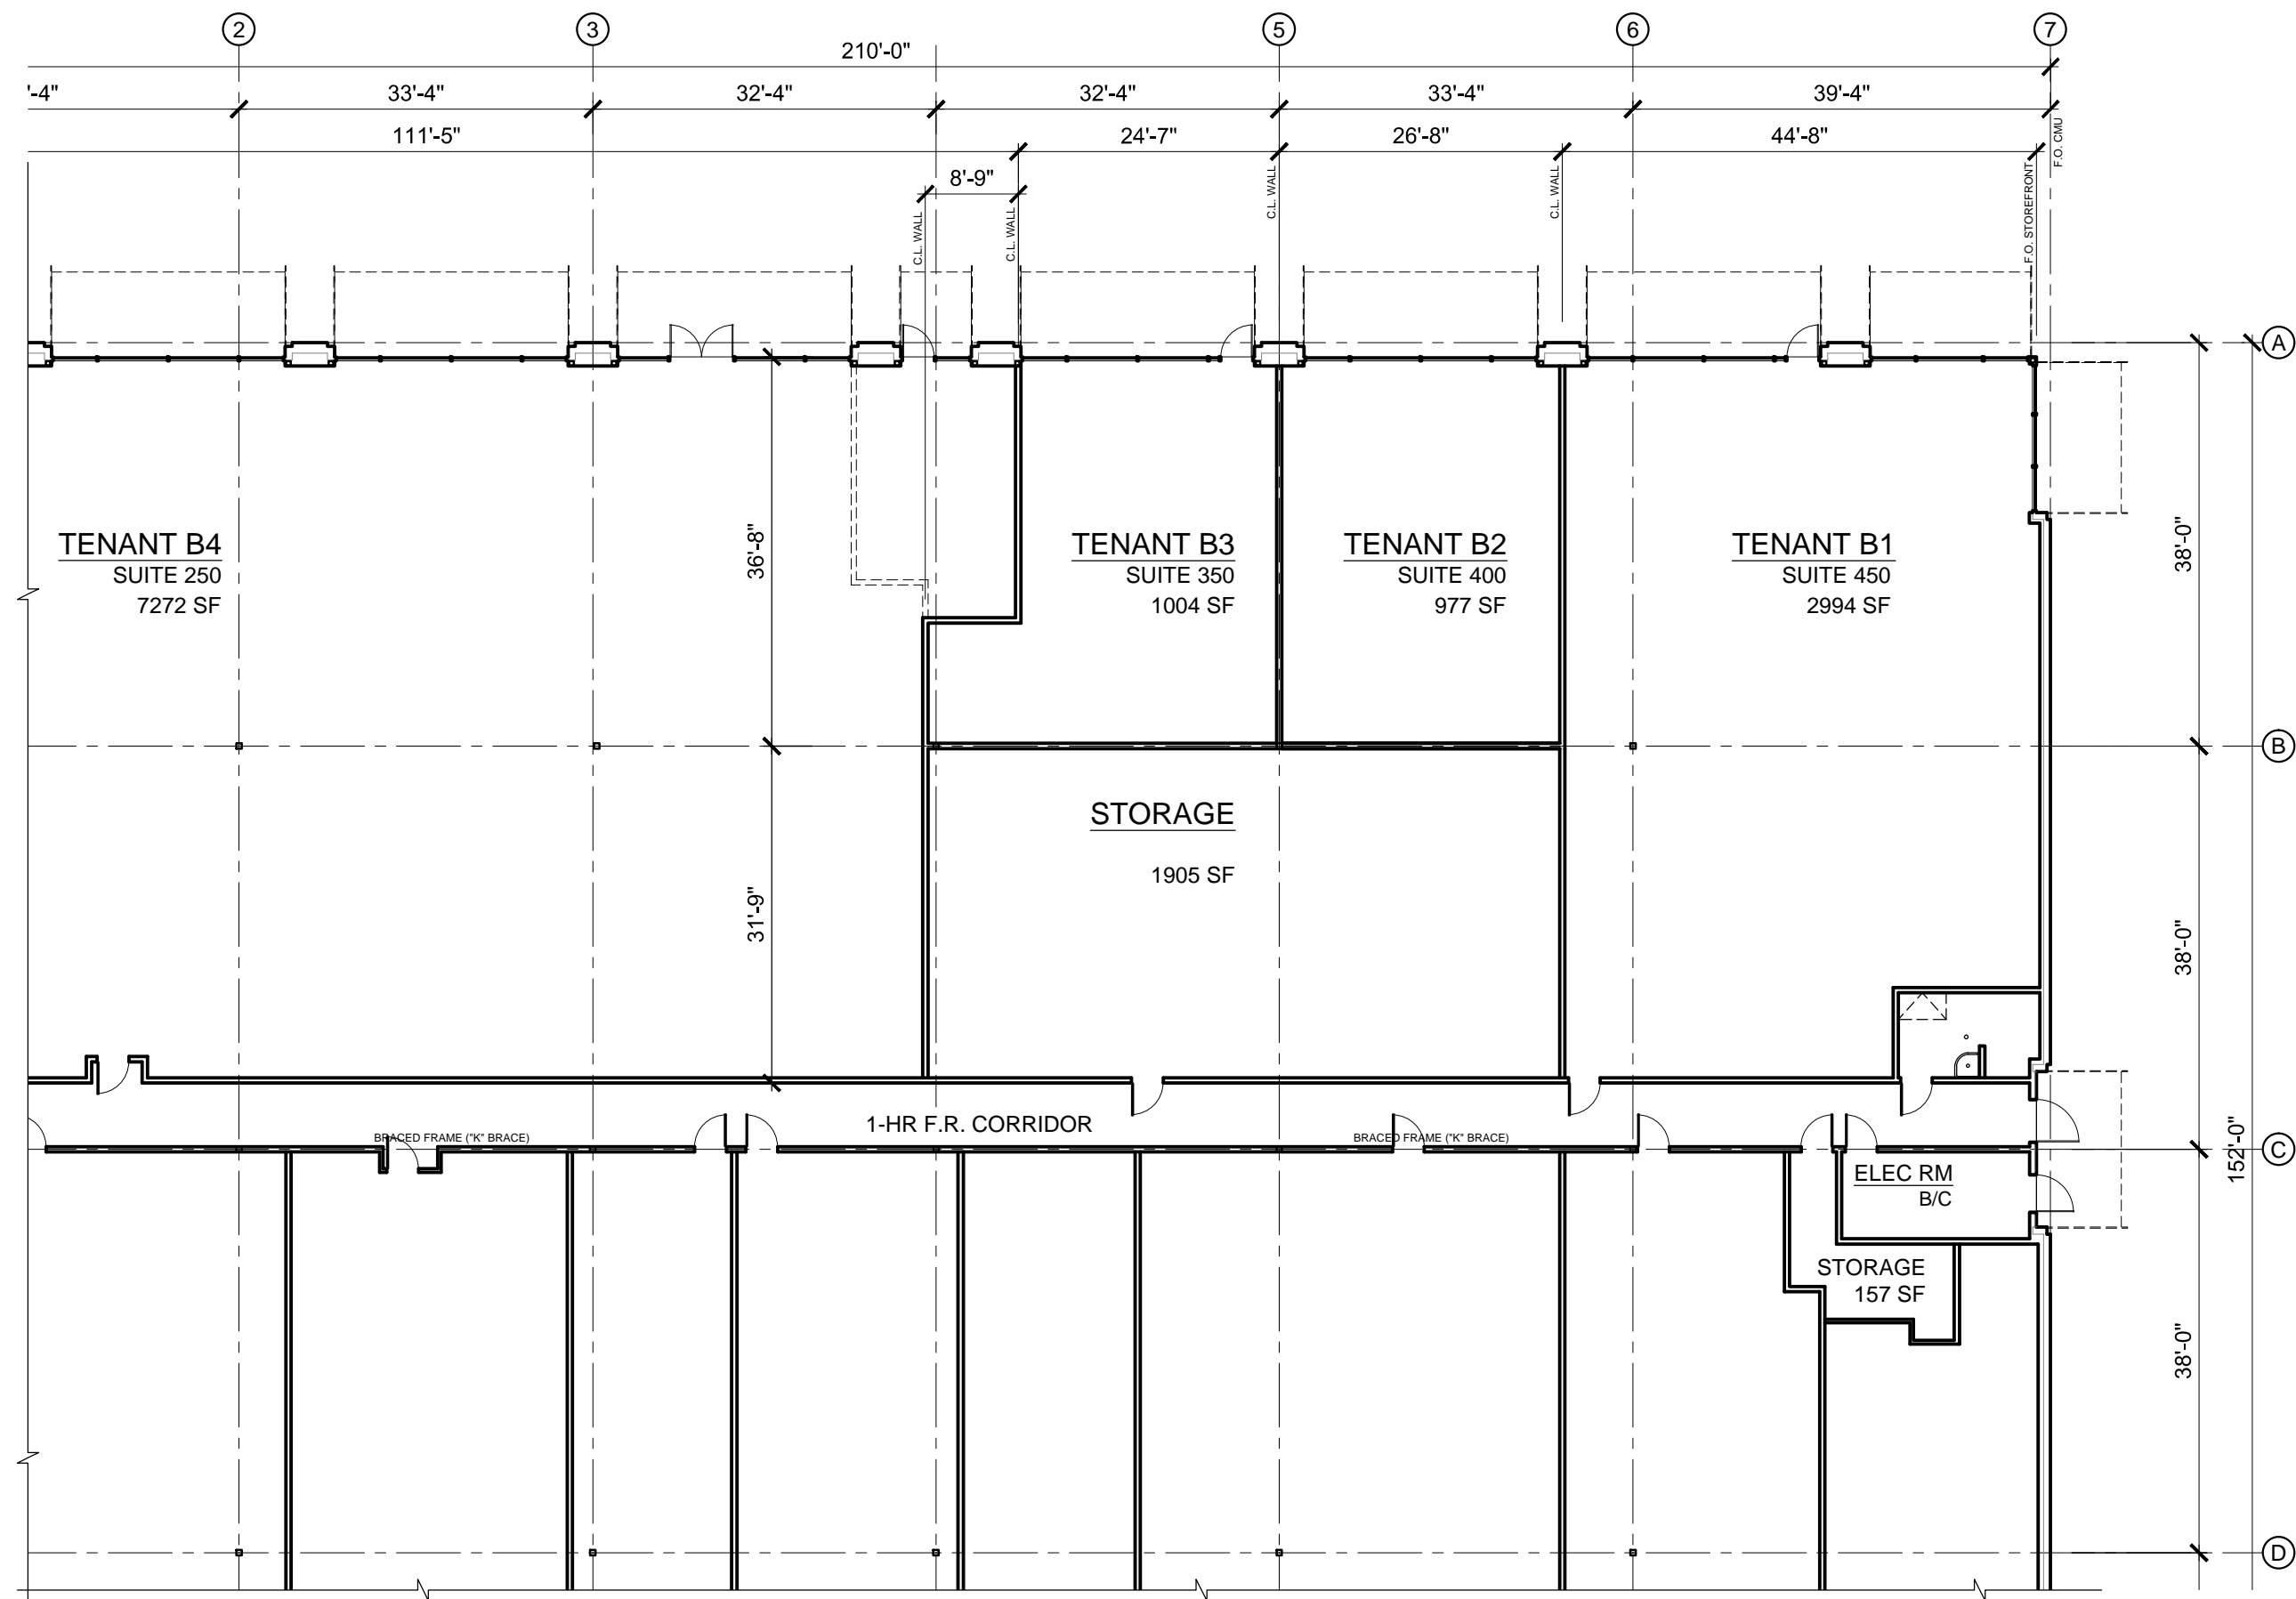 2
3
5
6
7
210'-0"
'-4"
33'-4"
32'-4"
32'-4"
33'-4"
39'-4"
111'-5"
24'-7"
26'-8"
44'-8"
8'-9"
C.L. WALL
C.L. WALL
C.L. WALL
C.L. WALL
F.O. STOREFRONT
F.O. CMU
A
TENANT B4
SUITE 250
7272 SF
36'-8"
TENANT B3
SUITE 350
1004 SF
TENANT B2
SUITE 400
977 SF
TENANT B1
SUITE 450
2994 SF
38'-0"
B
STORAGE
1905 SF
31'-9"
38'-0"
1-HR F.R. CORRIDOR
BRACED FRAME ("K" BRACE)
BRACED FRAME ("K" BRACE)
C
152'-0"
ELEC RM
B/C
STORAGE
157 SF
38'-0"
D